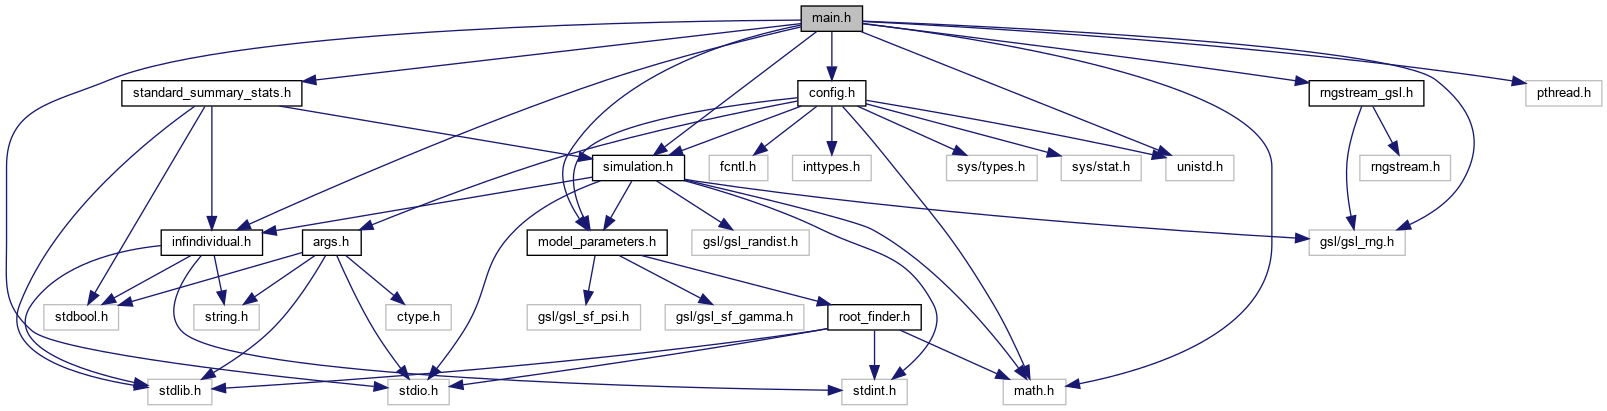 main.h
standard_summary_stats.h
config.h
rngstream_gsl.h
pthread.h
simulation.h
fcntl.h
inttypes.h
sys/types.h
sys/stat.h
unistd.h
rngstream.h
infindividual.h
args.h
model_parameters.h
gsl/gsl_randist.h
gsl/gsl_rng.h
stdbool.h
string.h
ctype.h
gsl/gsl_sf_psi.h
gsl/gsl_sf_gamma.h
root_finder.h
stdlib.h
stdio.h
stdint.h
math.h